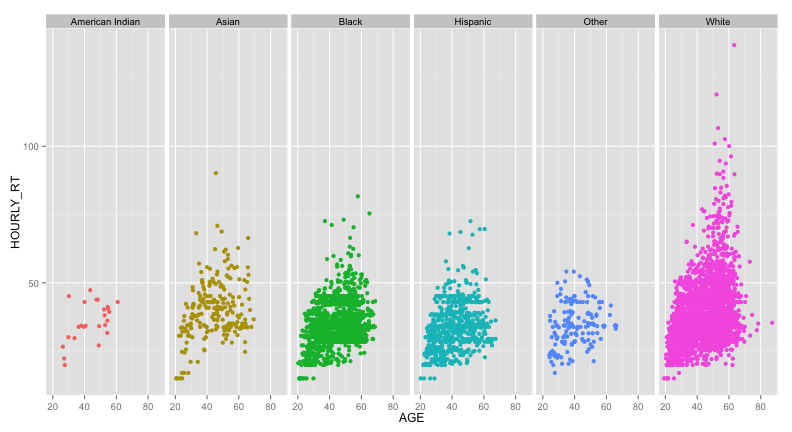 American Indian Asian Black Hispanic Other White
100
HOURLY_RT
50
20 40 60 80 20 40 60 80 20 40 60 80 20 40 60 80 20 40 60 80 20 40 60 80
AGE